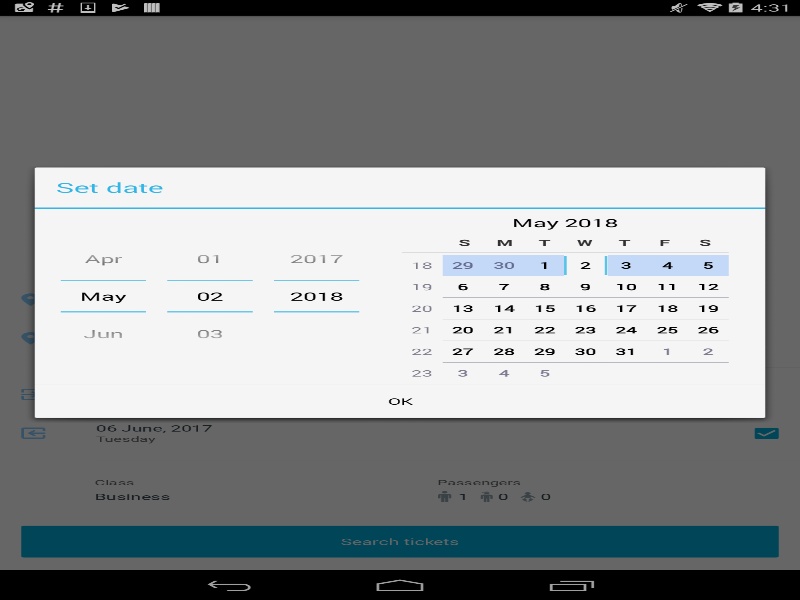 4:31
Set date
May 2018
S M T W T F S
Apr 01 2017
18 29 30 1 2 3 4 5
19 6 7 8 9 10 11 12
May 02 2018
20 13 14 15 16 17 18 19
Jun 03
21 20 21 22 23 24 25 26
22 27 28 29 30 31 1 2
23 3 4 5
OK
06 June, 2017
Tuesday
Class
Passengers
Business
1 0 0
Search tickets